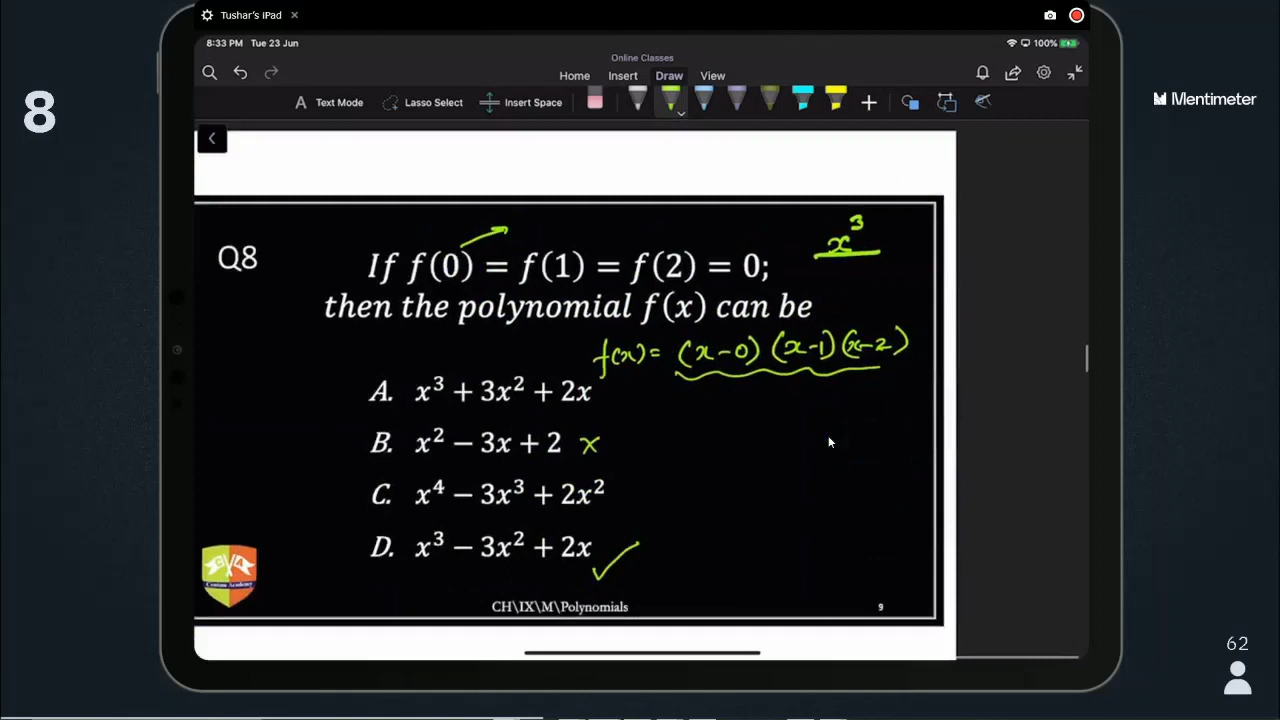 Tushar's iPad ×
8:33 PM Tue 23 Jun
100%
Online Classes
Home Insert Draw View
A Text Mode Lasso Select Insert Space
8
Mentimeter
x³
Q8
If f(0) = f(1) = f(2) = 0;
then the polynomial f(x) can be
f(x) = (x-0) (x-1) (x-2)
A. x³ + 3x² + 2x
B. x² − 3x + 2 x
C. x⁴ − 3x³ + 2x²
D. x³ − 3x² + 2x ✓
CH\IX\M\Polynomials
9
62